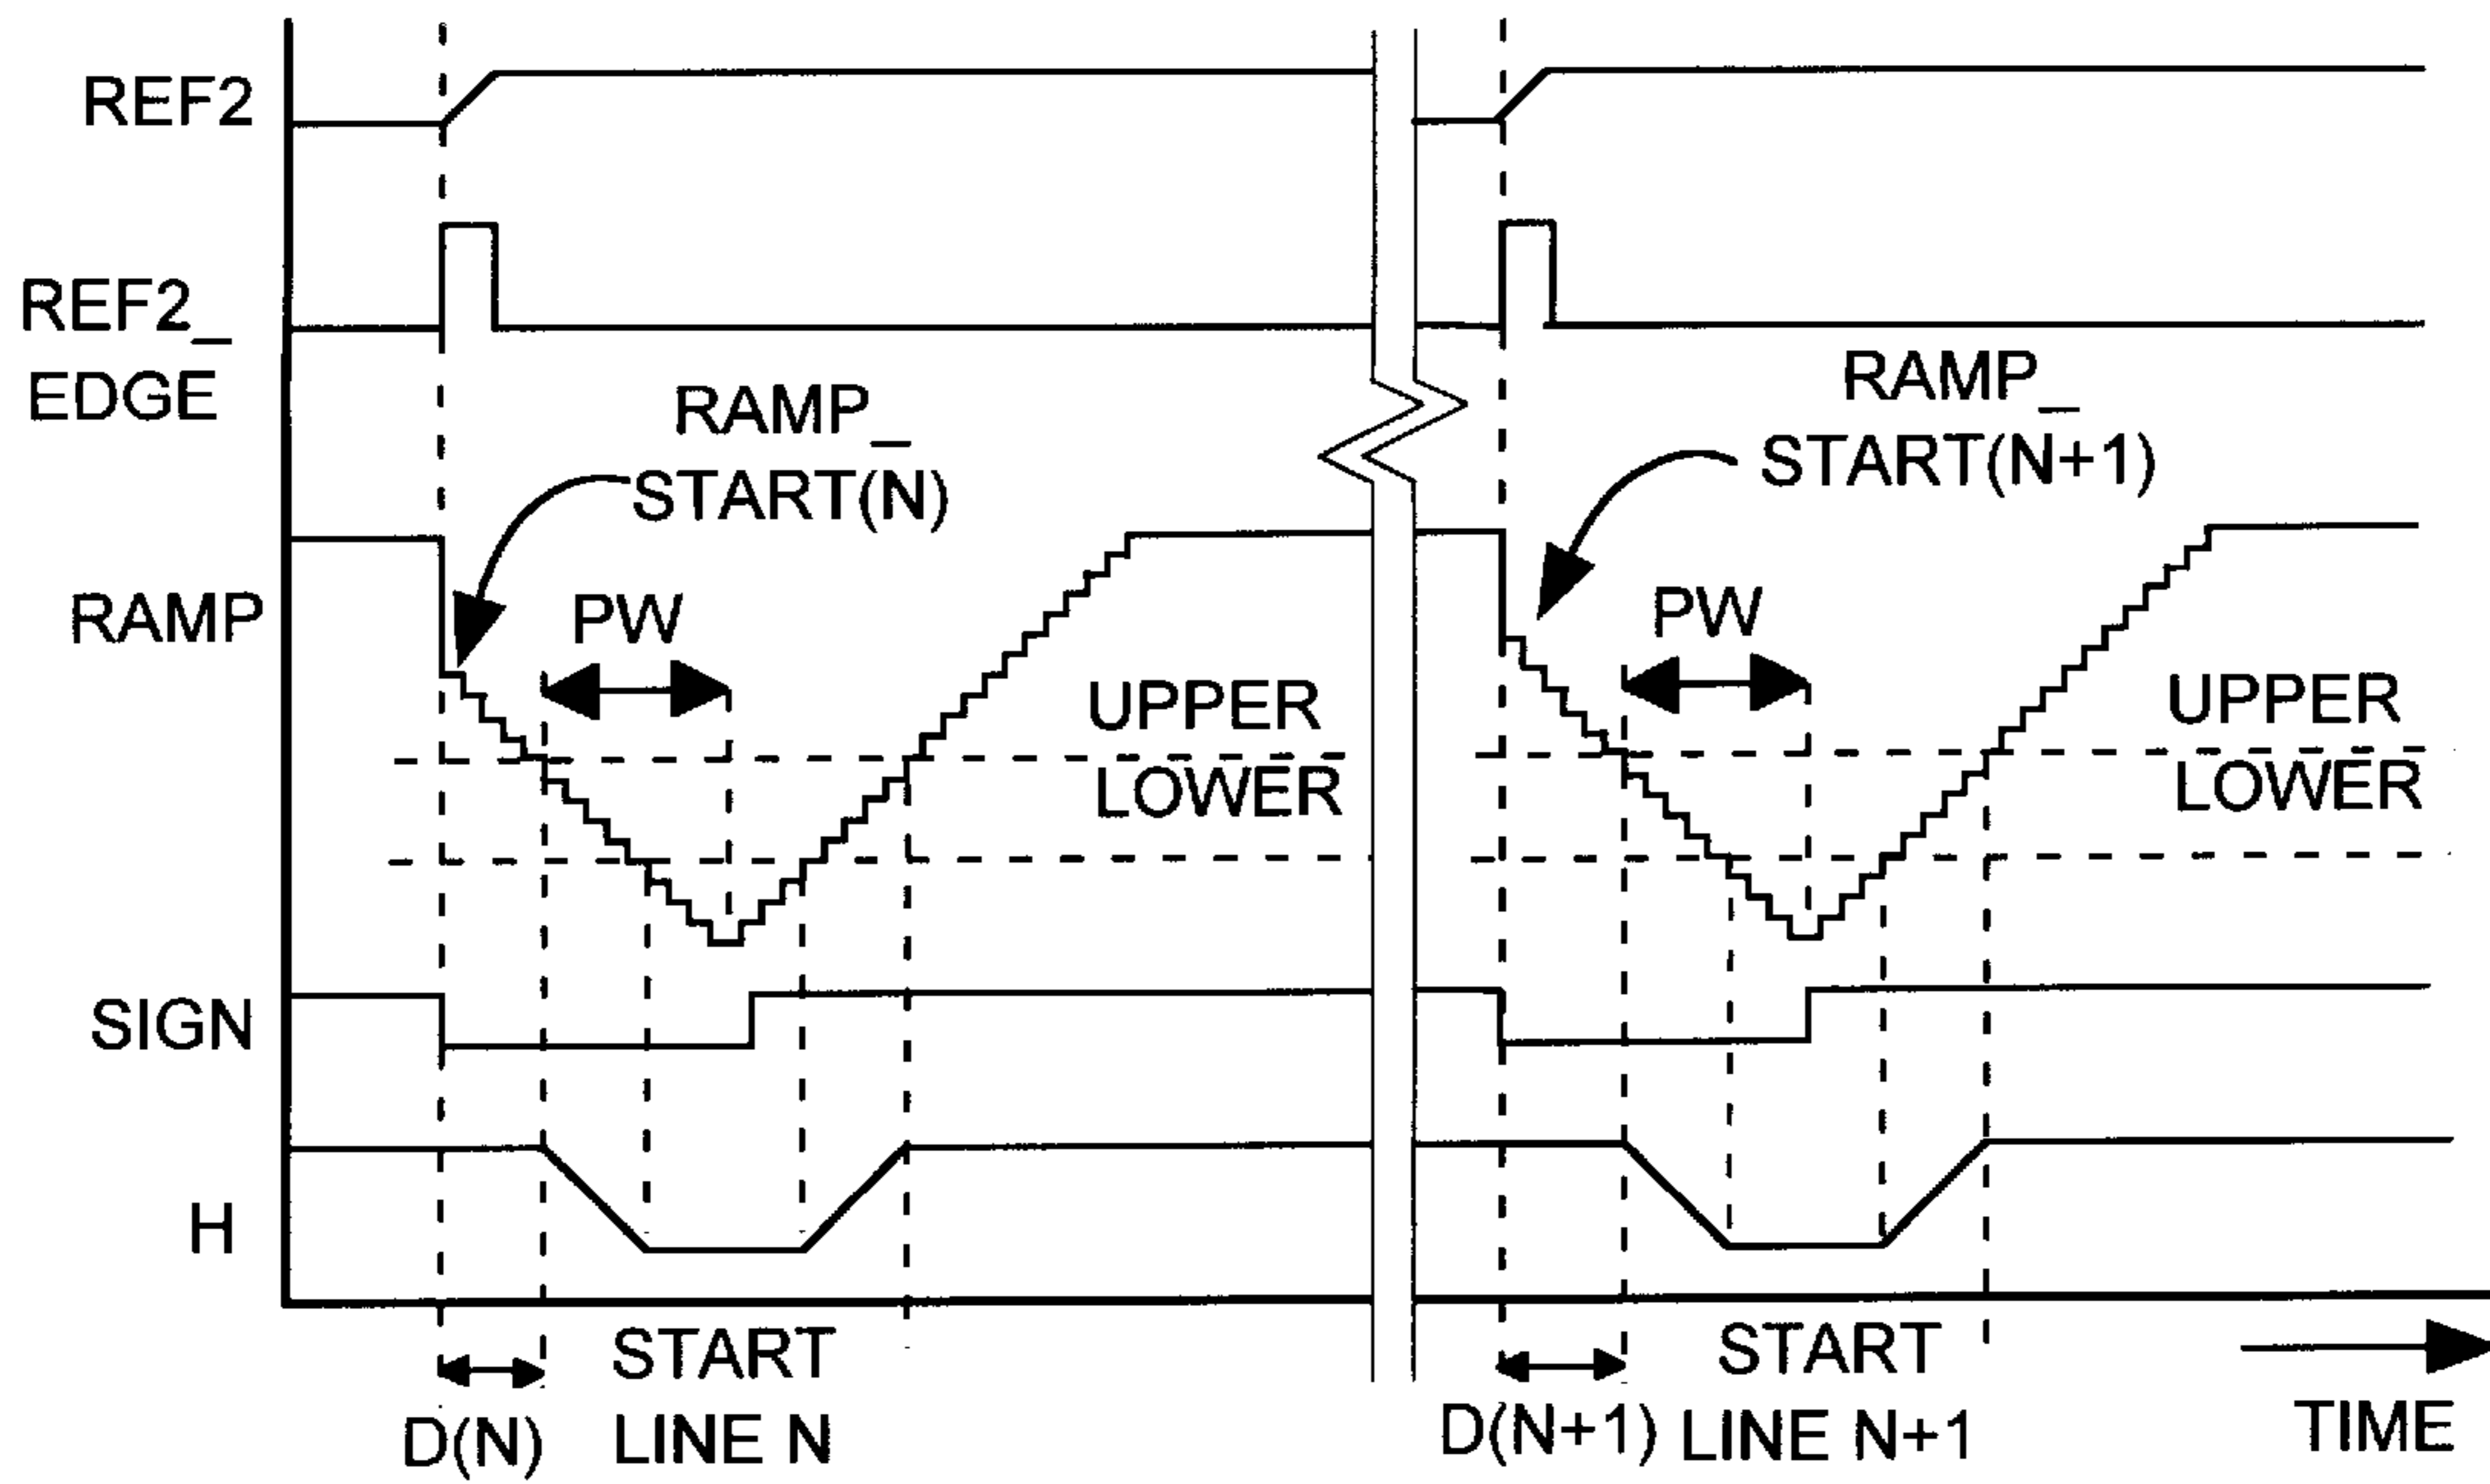 REF2
REF2_
EDGE
RAMP_
START(N)
RAMP_
START(N+1)
RAMP
PW
PW
UPPER
LOWER
UPPER
LOWER
SIGN
H
START
LINE N
D(N)
START
LINE N+1
D(N+1)
TIME